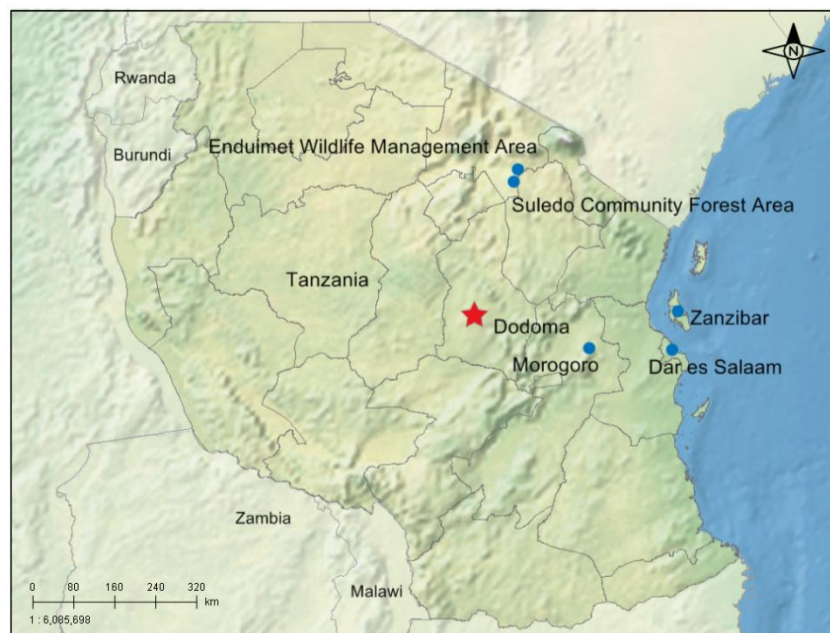 N
Rwanda
Burundi
Enduimet Wildlife Management Area
Suledo Community Forest Area
Tanzania
Zanzibar
Dodoma
Morogoro
Dar es Salaam
Zambia
Malawi
0 80 160 240 320
km
1 : 6,085,698